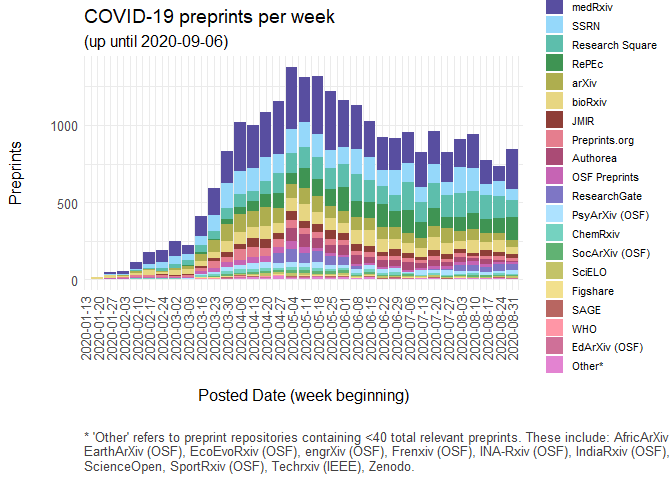 COVID-19 preprints per week
(up until 2020-09-06)
Preprints
1000
500
0
2020-01-13
2020-01-20
2020-01-27
2020-02-03
2020-02-10
2020-02-17
2020-02-24
2020-03-02
2020-03-09
2020-03-16
2020-03-23
2020-03-30
2020-04-06
2020-04-13
2020-04-20
2020-04-27
2020-05-04
2020-05-11
2020-05-18
2020-05-25
2020-06-01
2020-06-08
2020-06-15
2020-06-22
2020-06-29
2020-07-06
2020-07-13
2020-07-20
2020-07-27
2020-08-03
2020-08-10
2020-08-17
2020-08-24
2020-08-31
Posted Date (week beginning)
medRxiv
SSRN
Research Square
RePEc
arXiv
bioRxiv
JMIR
Preprints.org
Authorea
OSF Preprints
ResearchGate
PsyArXiv (OSF)
ChemRxiv
SocArXiv (OSF)
SciELO
Figshare
SAGE
WHO
EdArXiv (OSF)
Other*
* 'Other' refers to preprint repositories containing <40 total relevant preprints. These include: AfricArXiv
EarthArXiv (OSF), EcoEvoRxiv (OSF), engrXiv (OSF), Frenxiv (OSF), INA-Rxiv (OSF), IndiaRxiv (OSF),
ScienceOpen, SportRxiv (OSF), Techrxiv (IEEE), Zenodo.